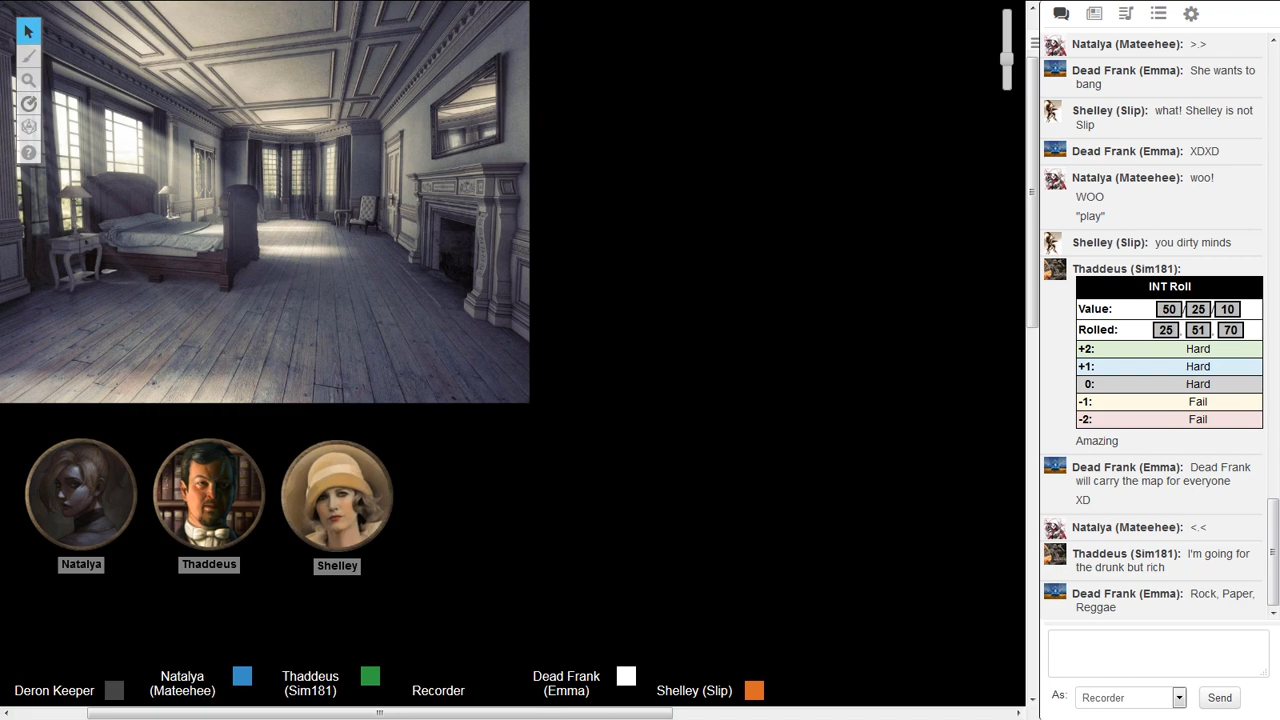 Natalya (Mateehee): >.>
Dead Frank (Emma): She wants to
bang
Shelley (Slip): what! Shelley is not
Slip
Dead Frank (Emma): XDXD
Natalya (Mateehee): woo!
WOO
"play"
Shelley (Slip): you dirty minds
Thaddeus (Sim181):
INT Roll
Value: 50 / 25 / 10
Rolled: 25, 51, 70
+2: Hard
+1: Hard
0: Hard
-1: Fail
-2: Fail
Amazing
Dead Frank (Emma): Dead Frank
will carry the map for everyone
XD
Natalya (Mateehee): <.<
Thaddeus (Sim181): I'm going for
the drunk but rich
Dead Frank (Emma): Rock, Paper,
Reggae
As: Recorder Send
Natalya Thaddeus Shelley
Deron Keeper
Natalya
(Mateehee)
Thaddeus
(Sim181)
Recorder
Dead Frank
(Emma)
Shelley (Slip)